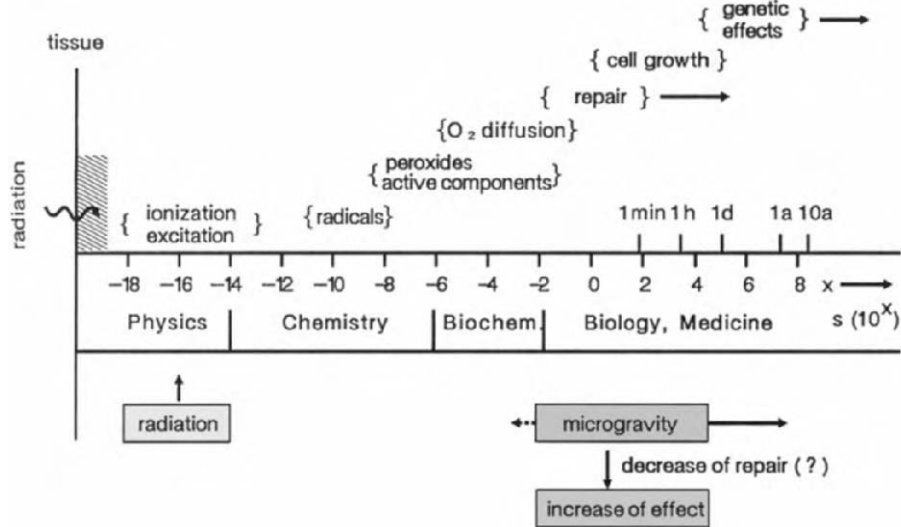 { genetic effects }
tissue
{ cell growth }
{ repair }
{O₂ diffusion}
{ peroxides active components}
radiation
{ ionization excitation }
{radicals}
1min 1h 1d 1a 10a
−18 −16 −14 −12 −10 −8 −6 −4 −2 0 2 4 6 8 x
Physics Chemistry Biochem. Biology, Medicine s (10ˣ)
radiation
microgravity
decrease of repair (?)
increase of effect